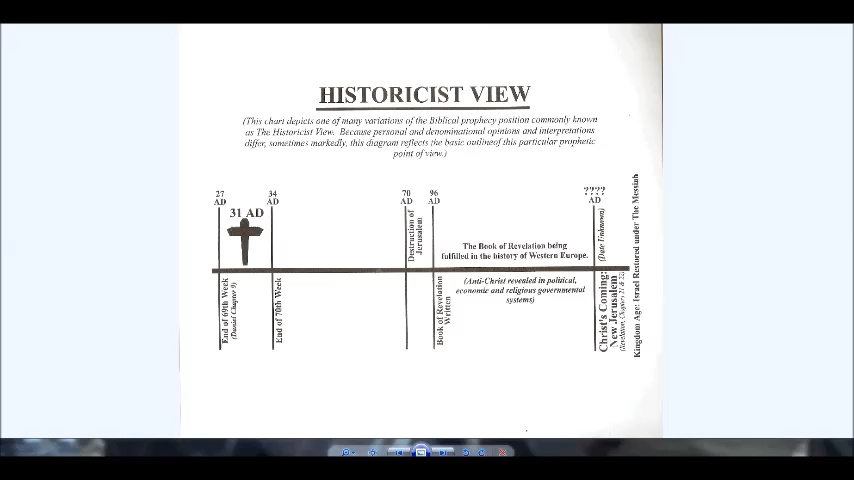 HISTORICIST VIEW
(This chart depicts one of many variations of the Biblical prophecy position commonly known
as The Historicist View. Because personal and denominational opinions and interpretations
differ, sometimes markedly, this diagram reflects the basic outlineof this particular prophetic
point of view.)
27
AD
31 AD
34
AD
70
AD
96
AD
????
AD
Destruction of
Jerusalem
The Book of Revelation being
fulfilled in the history of Western Europe.
(Date Unknown)
Kingdom Age: Israel Restored under The Messiah
End of 69th Week
(Daniel Chapter 9)
End of 70th Week
Book of Revelation
Written
(Anti-Christ revealed in political,
economic and religious governmental
systems)
Christ's Coming:
New Jerusalem
(Revelation, Chapters 21 & 22)